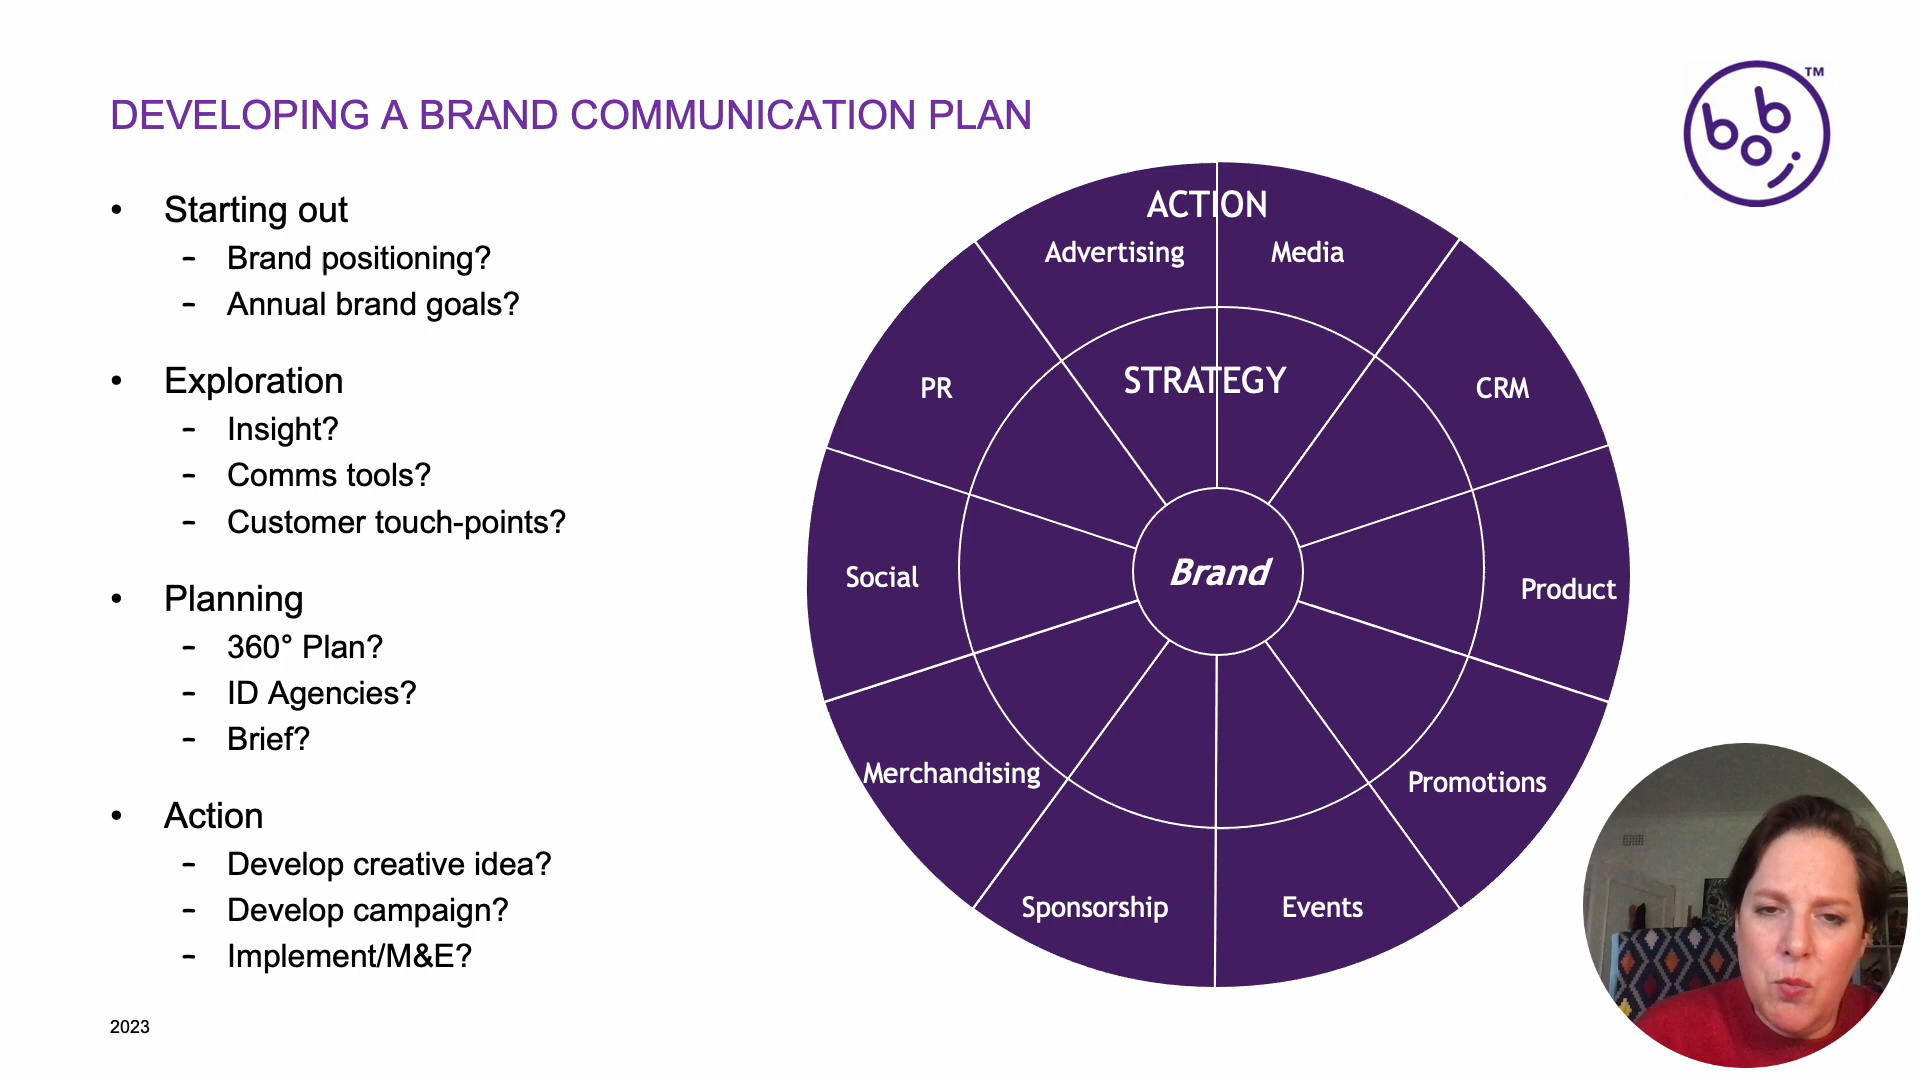 DEVELOPING A BRAND COMMUNICATION PLAN
bob
TM
• Starting out
- Brand positioning?
- Annual brand goals?
• Exploration
- Insight?
- Comms tools?
- Customer touch-points?
• Planning
- 360° Plan?
- ID Agencies?
- Brief?
• Action
- Develop creative idea?
- Develop campaign?
- Implement/M&E?
ACTION
Advertising
Media
STRATEGY
PR
CRM
Brand
Social
Product
Merchandising
Promotions
Sponsorship
Events
2023